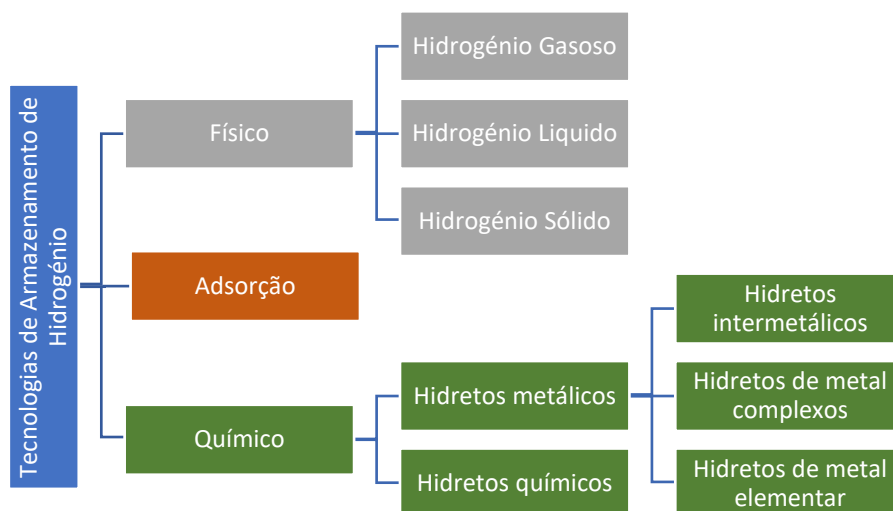 Tecnologias de Armazenamento de
Hidrogénio
Físico
Hidrogénio Gasoso
Hidrogénio Liquido
Hidrogénio Sólido
Adsorção
Químico
Hidretos metálicos
Hidretos
intermetálicos
Hidretos de metal
complexos
Hidretos de metal
elementar
Hidretos químicos